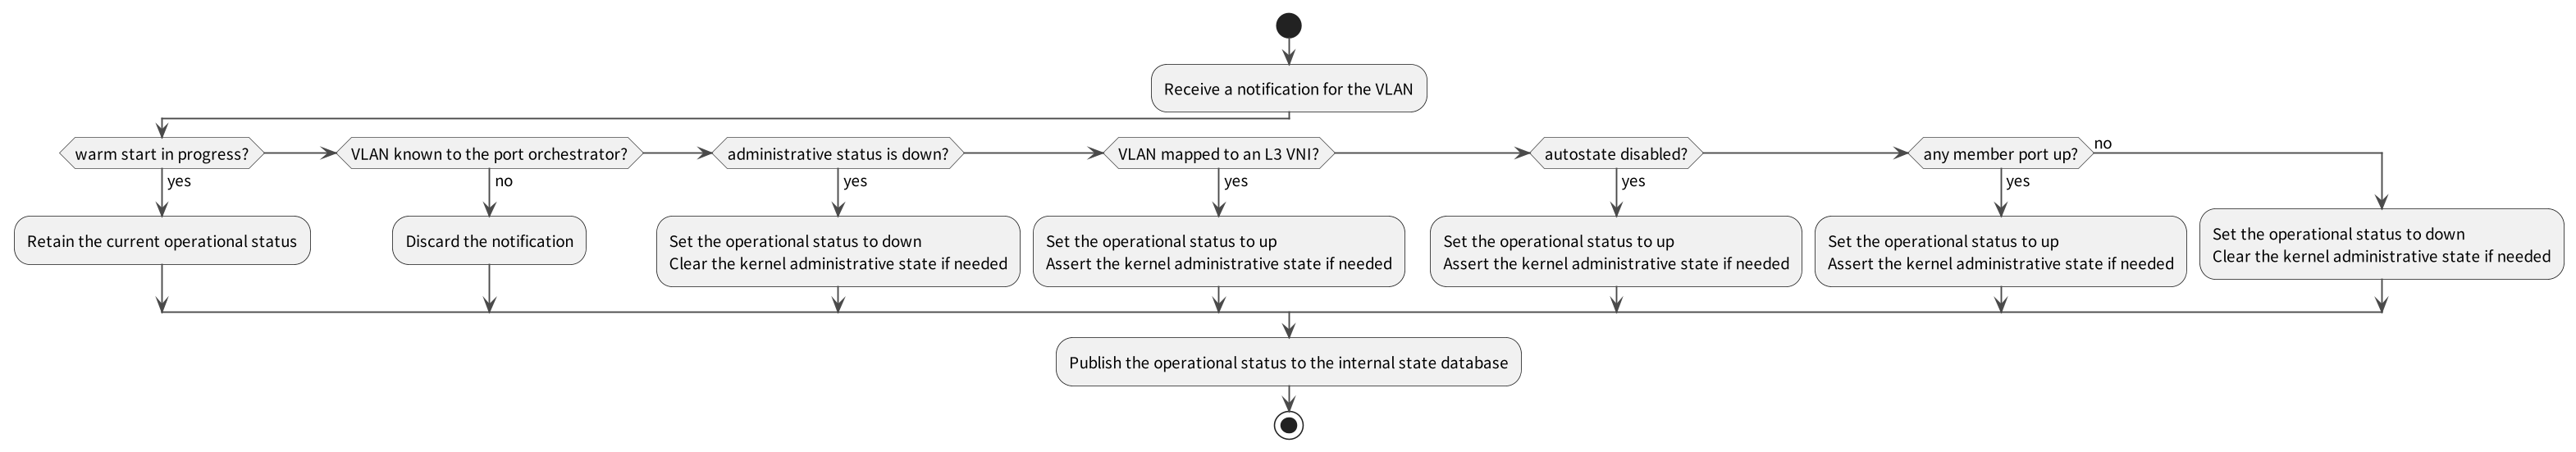 Receive a notification for the VLAN
warm start in progress?
yes
Retain the current operational status
VLAN known to the port orchestrator?
no
Discard the notification
administrative status is down?
yes
Set the operational status to down
Clear the kernel administrative state if needed
VLAN mapped to an L3 VNI?
yes
Set the operational status to up
Assert the kernel administrative state if needed
autostate disabled?
yes
Set the operational status to up
Assert the kernel administrative state if needed
any member port up?
yes
Set the operational status to up
Assert the kernel administrative state if needed
no
Set the operational status to down
Clear the kernel administrative state if needed
Publish the operational status to the internal state database